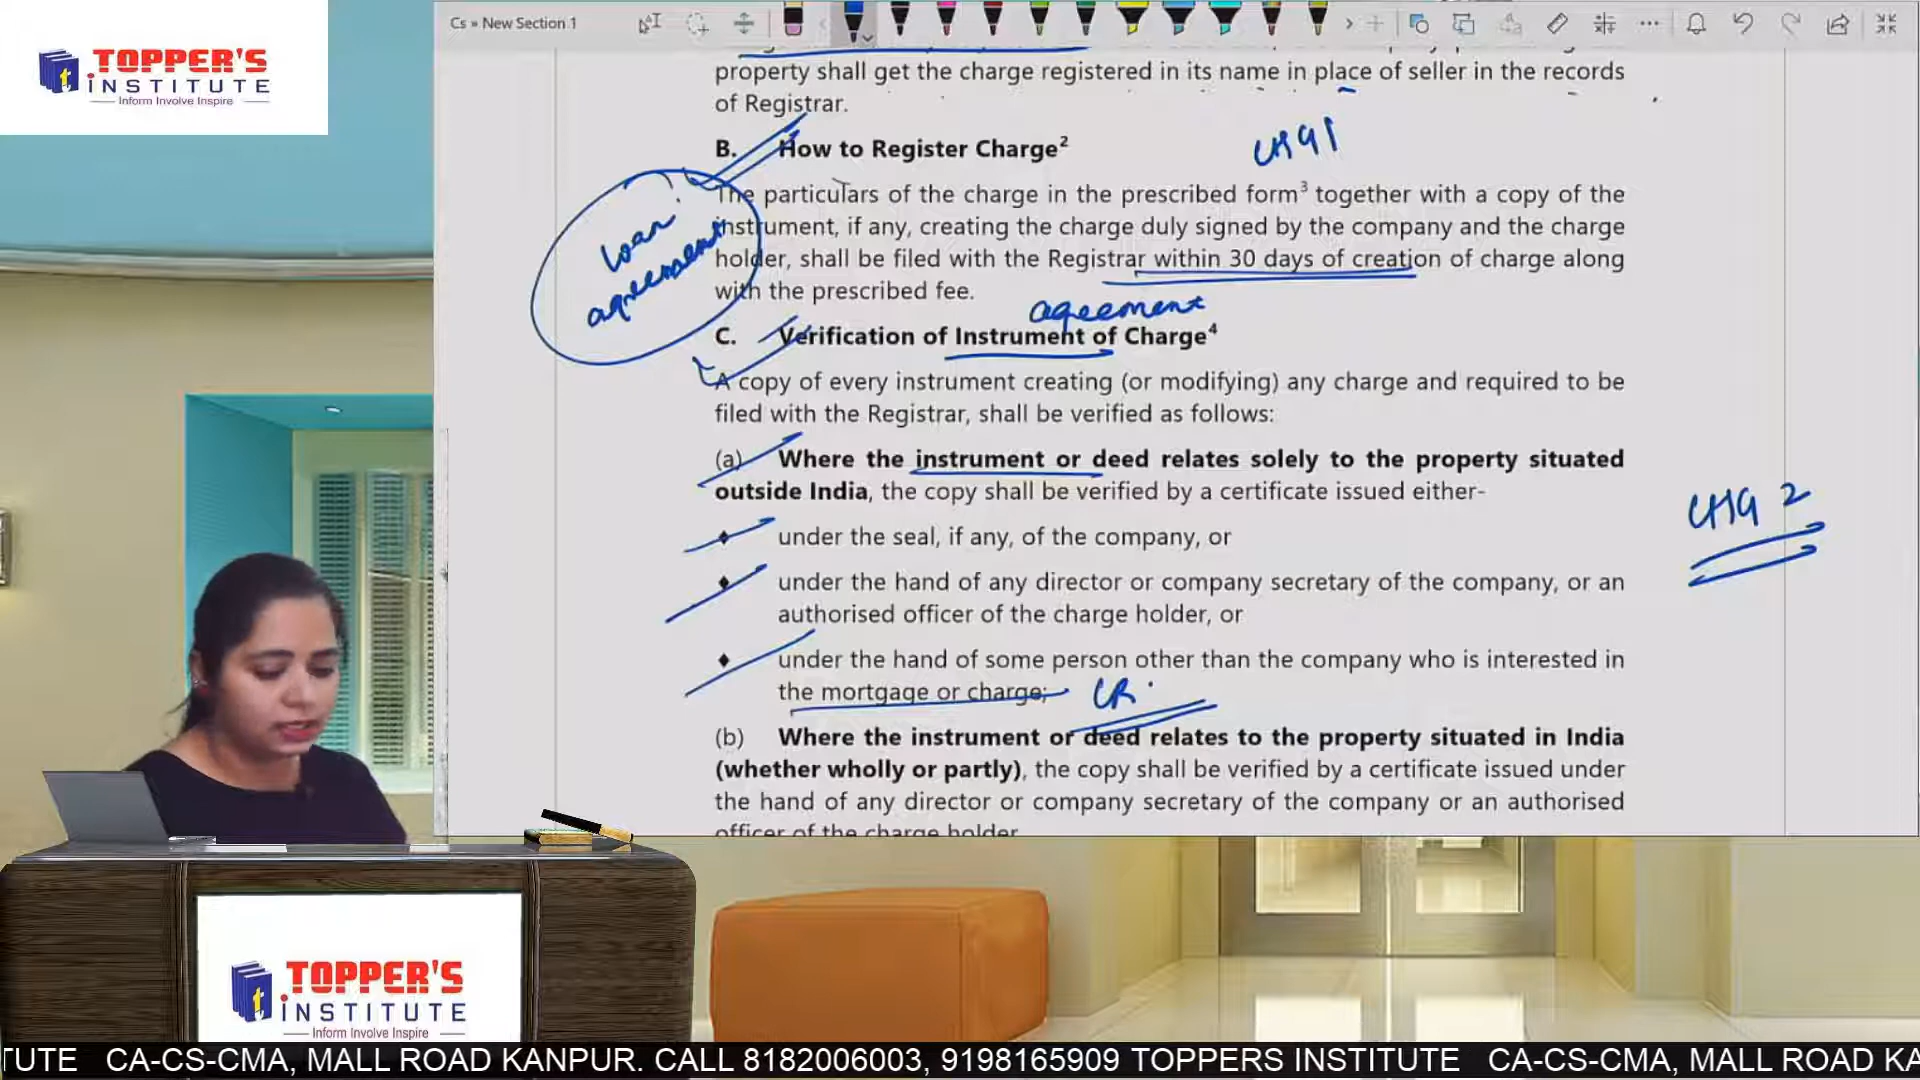 Cs » New Section 1
TOPPER'S
INSTITUTE
Inform Involve Inspire
property shall get the charge registered in its name in place of seller in the records
of Registrar.
CHG1
B. How to Register Charge²
The particulars of the charge in the prescribed form³ together with a copy of the
instrument, if any, creating the charge duly signed by the company and the charge
holder, shall be filed with the Registrar within 30 days of creation of charge along
with the prescribed fee.
loan
agreement
ageement
C. Verification of Instrument of Charge⁴
A copy of every instrument creating (or modifying) any charge and required to be
filed with the Registrar, shall be verified as follows:
(a) Where the instrument or deed relates solely to the property situated
outside India, the copy shall be verified by a certificate issued either-
CHG 2
♦ under the seal, if any, of the company, or
♦ under the hand of any director or company secretary of the company, or an
authorised officer of the charge holder, or
♦ under the hand of some person other than the company who is interested in
the mortgage or charge;
CR
(b) Where the instrument or deed relates to the property situated in India
(whether wholly or partly), the copy shall be verified by a certificate issued under
the hand of any director or company secretary of the company or an authorised
officer of the charge holder
TOPPER'S
INSTITUTE
Inform Involve Inspire
TUTE CA-CS-CMA, MALL ROAD KANPUR. CALL 8182006003, 9198165909 TOPPERS INSTITUTE CA-CS-CMA, MALL ROAD KA